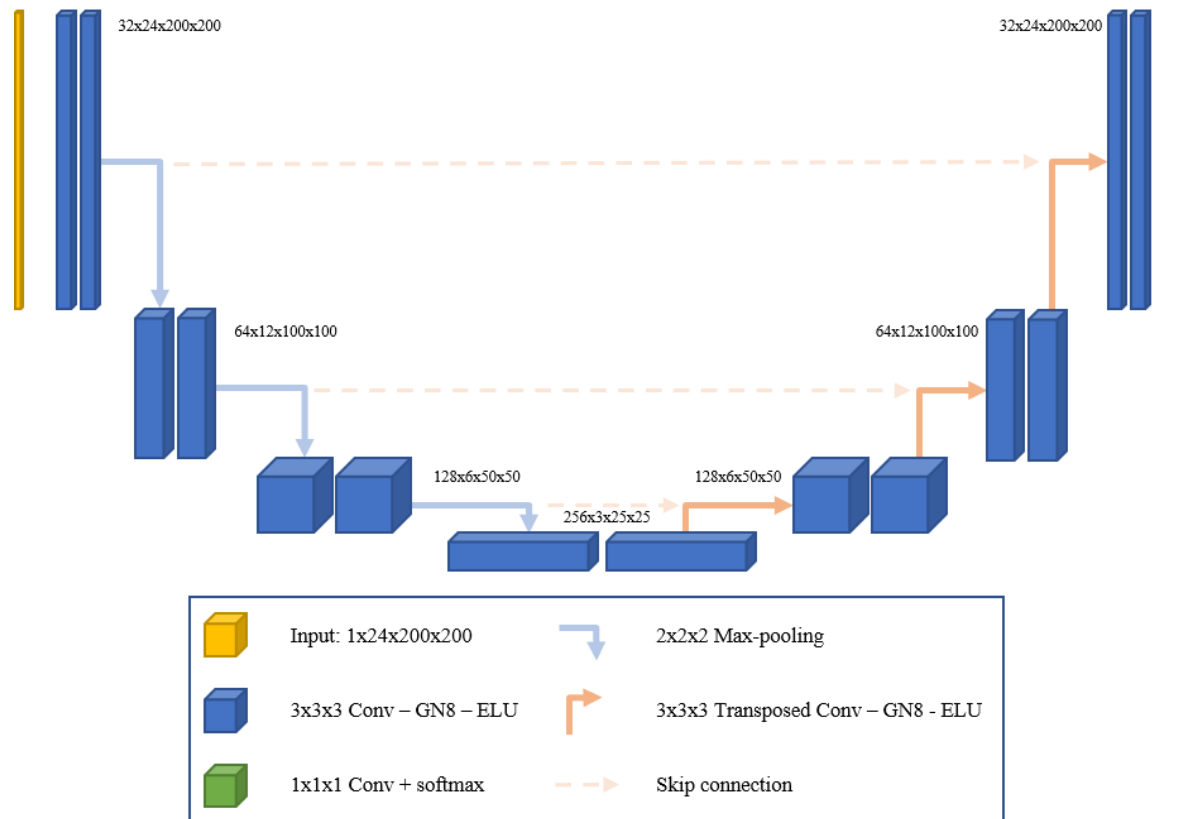 32x24x200x200
32x24x200x200
64x12x100x100
64x12x100x100
128x6x50x50
128x6x50x50
256x3x25x25
Input: 1x24x200x200
2x2x2 Max-pooling
3x3x3 Conv – GN8 – ELU
3x3x3 Transposed Conv – GN8 - ELU
1x1x1 Conv + softmax
Skip connection